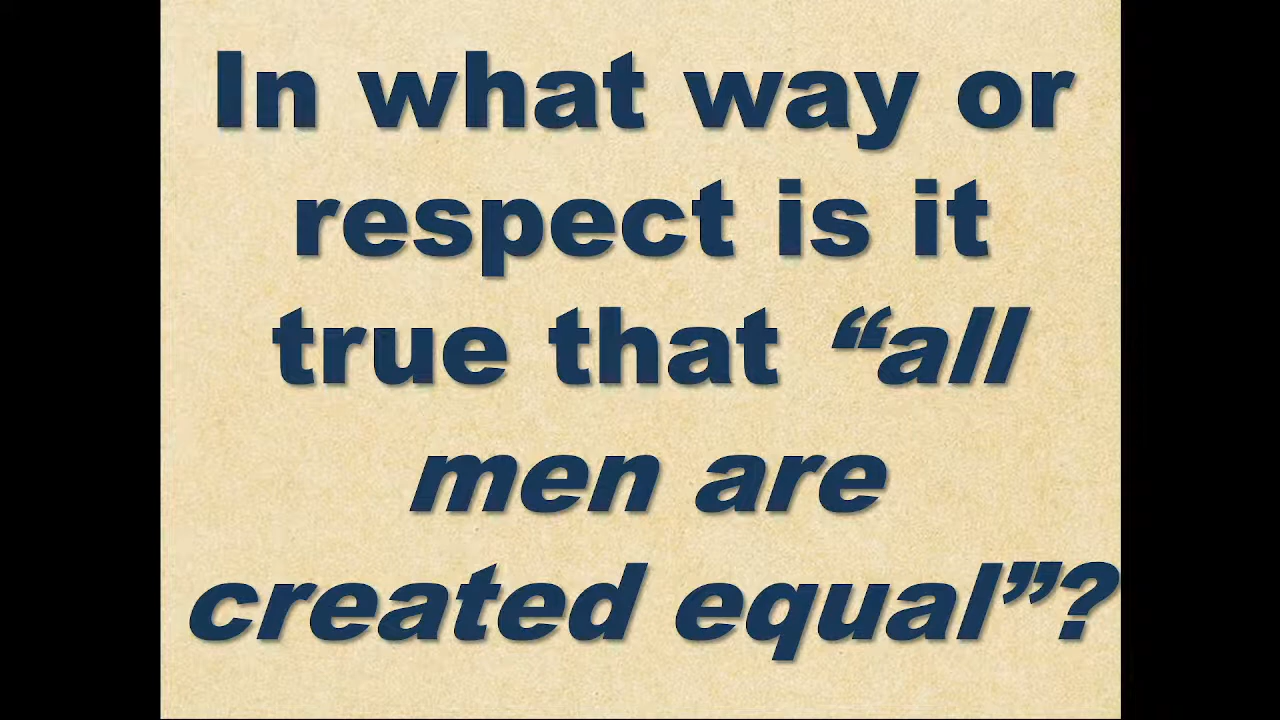 In what way or
respect is it
true that “all
men are
created equal”?